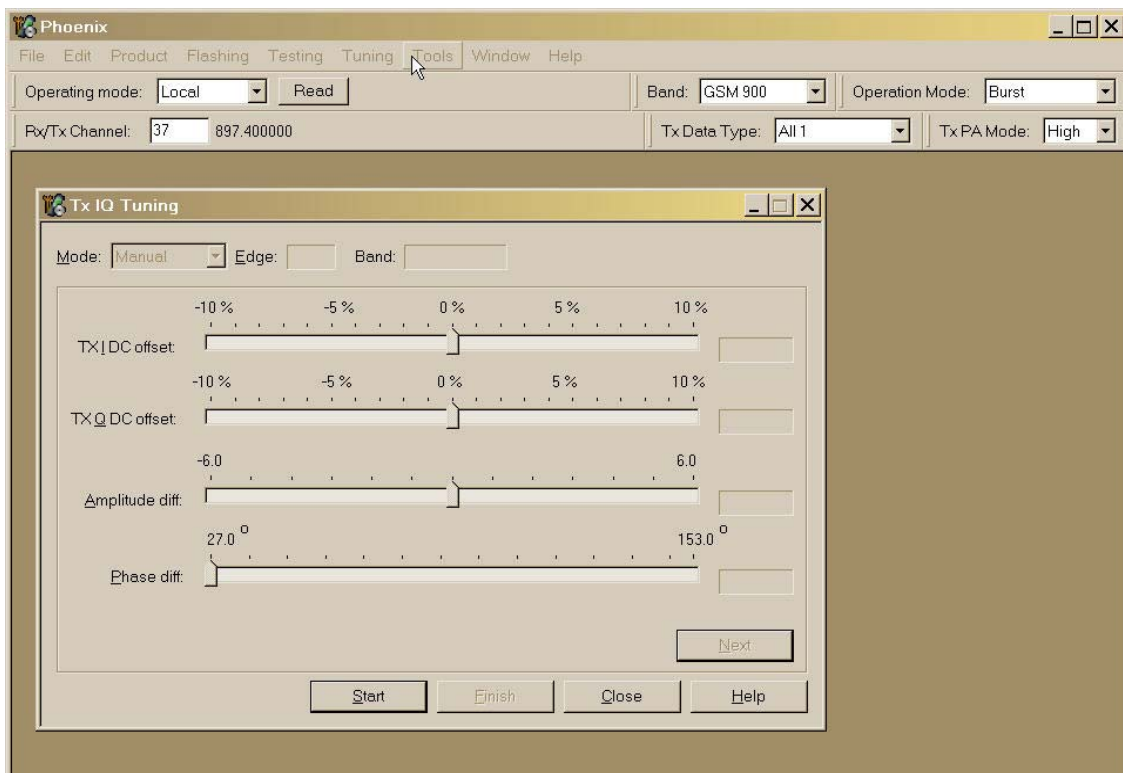 Phoenix
File Edit Product Flashing Testing Tuning Tools Window Help
Operating mode: Local Read Band: GSM 900 Operation Mode: Burst
Rx/Tx Channel: 37 897.400000 Tx Data Type: All 1 Tx PA Mode: High
Tx IQ Tuning
Mode: Manual Edge: Band:
-10 % -5 % 0 % 5 % 10 %
TX I DC offset:
-10 % -5 % 0 % 5 % 10 %
TX Q DC offset:
-6.0 6.0
Amplitude diff:
27.0 ° 153.0 °
Phase diff:
Next
Start Finish Close Help